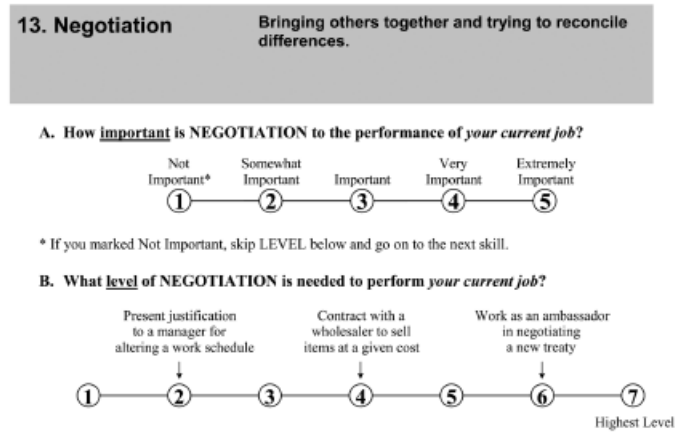 13. Negotiation
Bringing others together and trying to reconcile
differences.
A. How important is NEGOTIATION to the performance of your current job?
Not
Important*
Somewhat
Important
Important
Very
Important
Extremely
Important
1 2 3 4 5
* If you marked Not Important, skip LEVEL below and go on to the next skill.
B. What level of NEGOTIATION is needed to perform your current job?
Present justification
to a manager for
altering a work schedule
Contract with a
wholesaler to sell
items at a given cost
Work as an ambassador
in negotiating
a new treaty
1 2 3 4 5 6 7
Highest Level